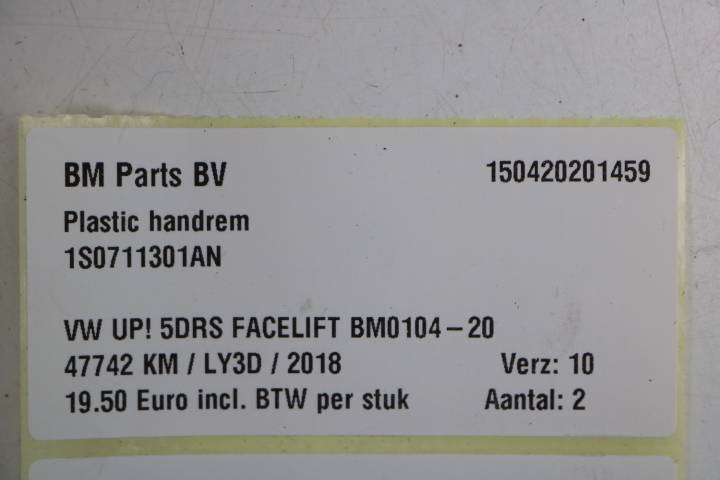 BM Parts BV 150420201459
Plastic handrem
1S0711301AN
VW UP! 5DRS FACELIFT BM0104-20
47742 KM / LY3D / 2018 Verz: 10
19.50 Euro incl. BTW per stuk Aantal: 2